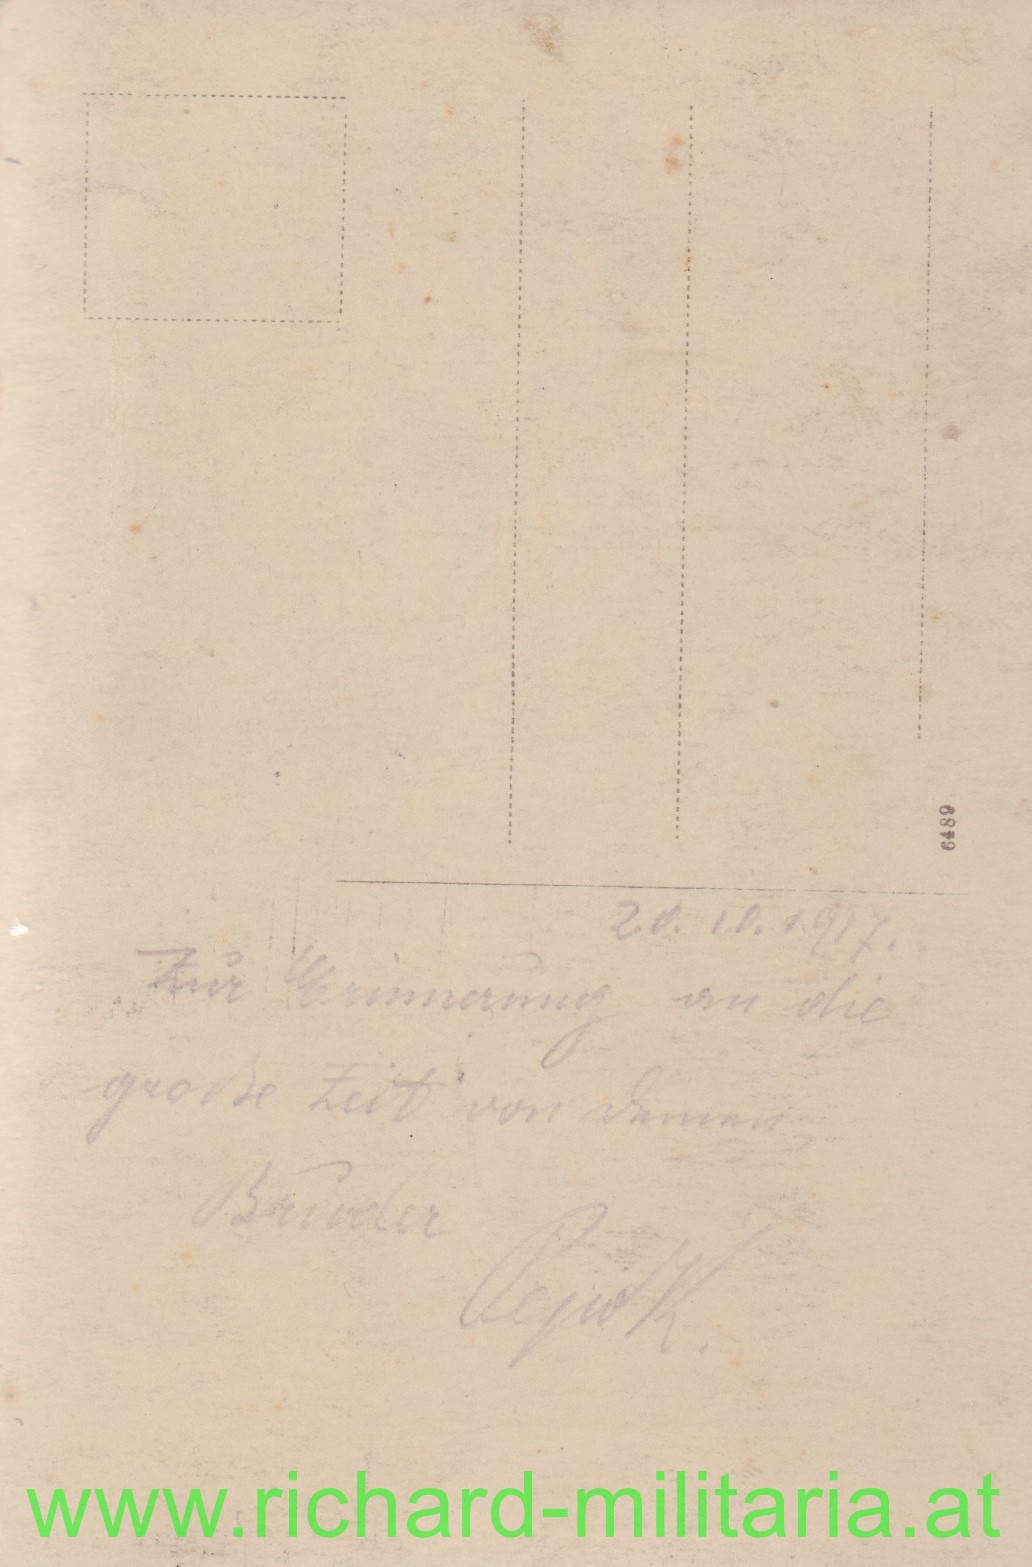 6489
20. 10. 1917.
Zur Erinnerung an die
große Zeit von deinem
Bruder
www.richard-militaria.at